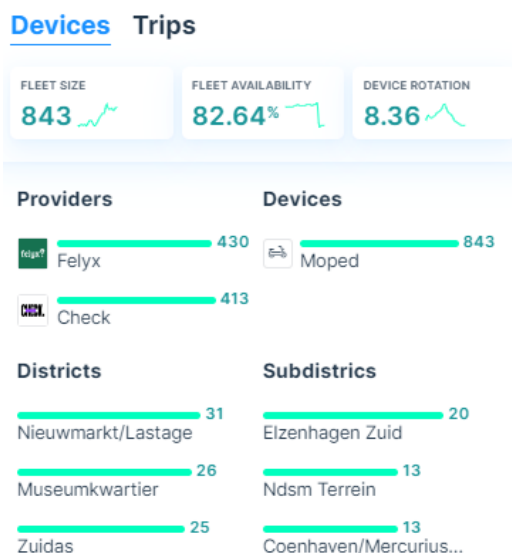 Devices Trips
FLEET SIZE
843
FLEET AVAILABILITY
82.64%
DEVICE ROTATION
8.36
Providers
felyx
430
Felyx
CHECK.
413
Check
Devices
843
Moped
Districts
31
Nieuwmarkt/Lastage
26
Museumkwartier
25
Zuidas
Subdistrics
20
Elzenhagen Zuid
13
Ndsm Terrein
13
Coenhaven/Mercurius...